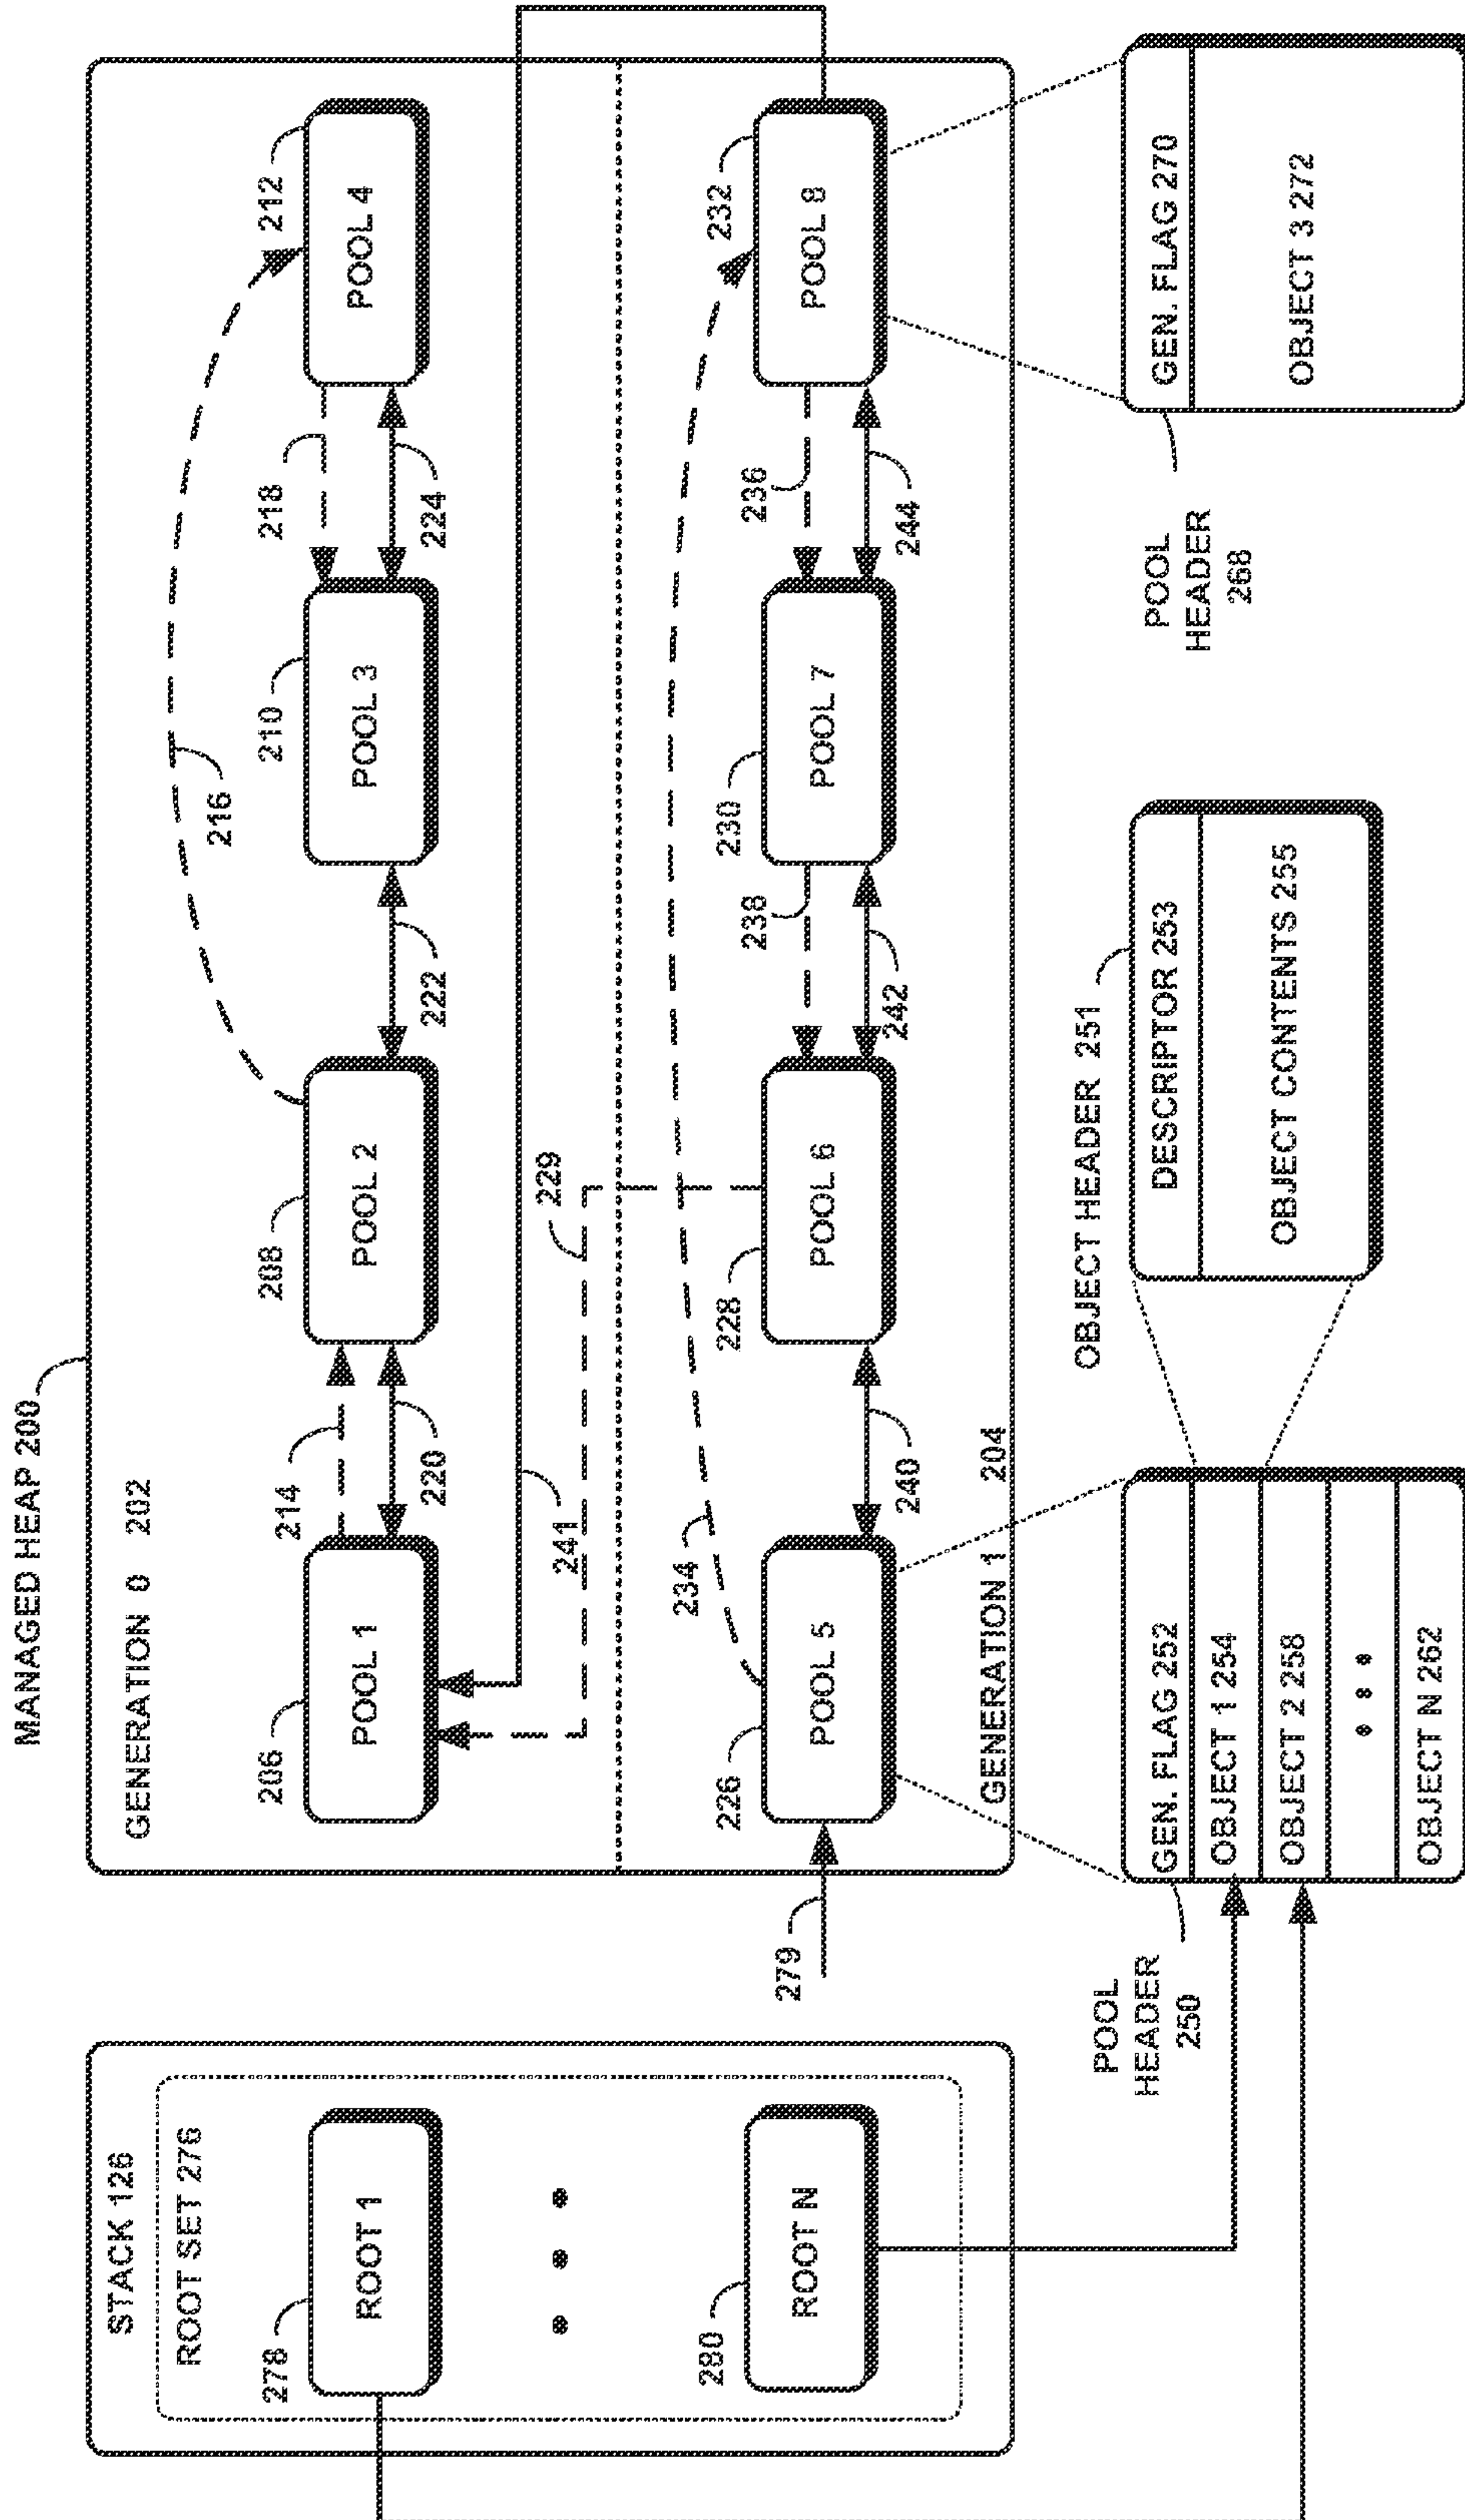 MANAGED HEAP 200
STACK 126
ROOT SET 276
278
ROOT 1
• • •
280
ROOT N
GENERATION 0 202
206
POOL 1
214
220
208
POOL 2
216
222
210
POOL 3
218
224
212
POOL 4
241
229
279
226
POOL 5
234
240
228
POOL 6
238
242
230
POOL 7
236
244
232
POOL 8
GENERATION 1 204
POOL
HEADER
250
GEN. FLAG 252
OBJECT 1 254
OBJECT 2 258
• • •
OBJECT N 262
OBJECT HEADER 251
DESCRIPTOR 253
OBJECT CONTENTS 255
POOL
HEADER
268
GEN. FLAG 270
OBJECT 3 272